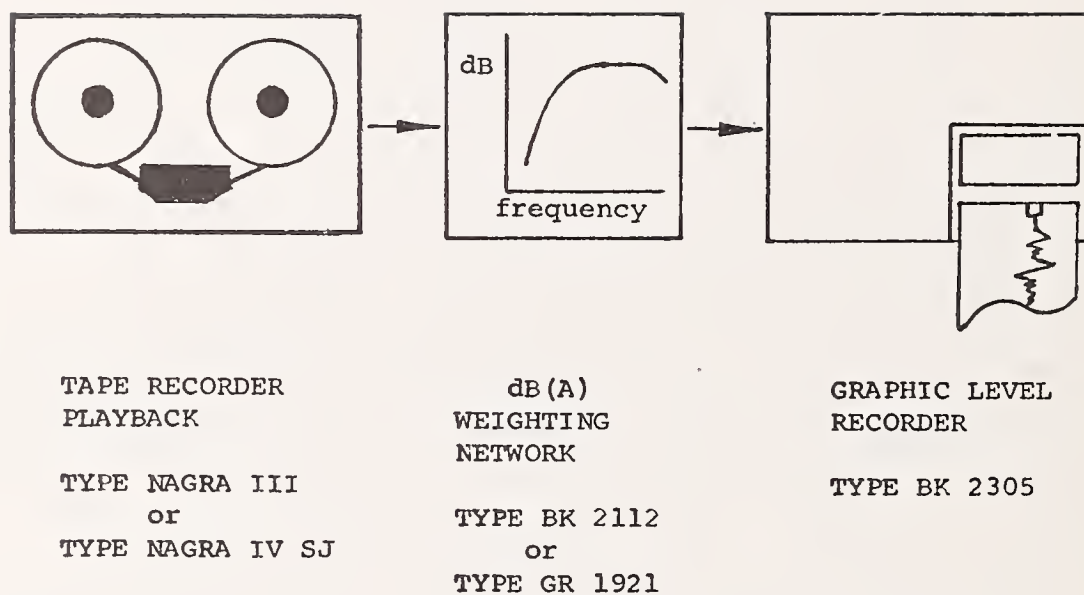 dB
frequency
TAPE RECORDER
PLAYBACK
TYPE NAGRA III
or
TYPE NAGRA IV SJ
dB(A)
WEIGHTING
NETWORK
TYPE BK 2112
or
TYPE GR 1921
GRAPHIC LEVEL
RECORDER
TYPE BK 2305